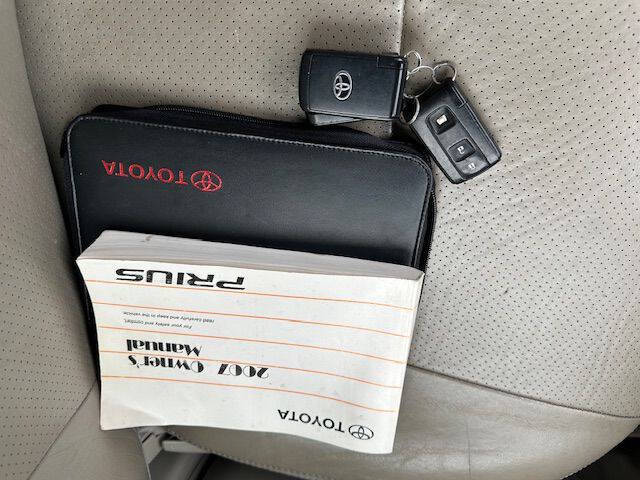 TOYOTA
TOYOTA
2007 Owner's
Manual
For your safety and comfort,
read carefully and keep in the vehicle.
PRIUS